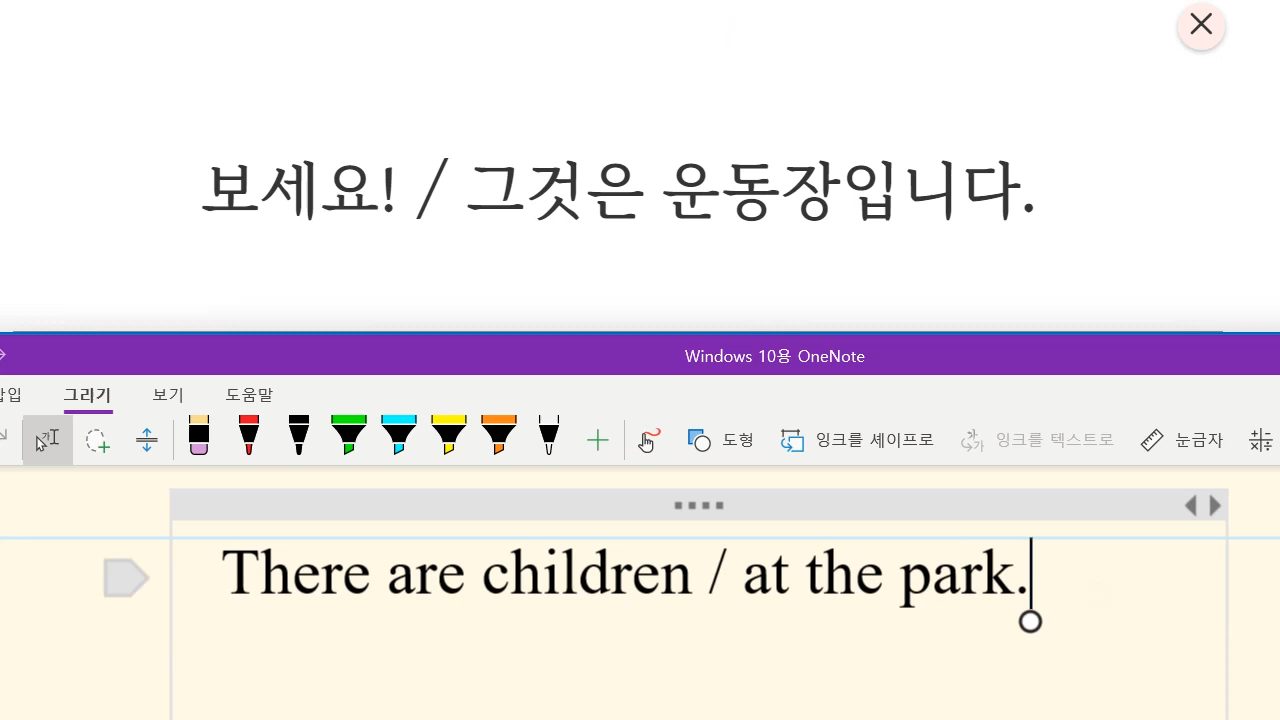 보세요! / 그것은 운동장입니다.
Windows 10용 OneNote
삽입 그리기 보기 도움말
가 도형 잉크를 셰이프로 잉크를 텍스트로 눈금자
There are children / at the park.